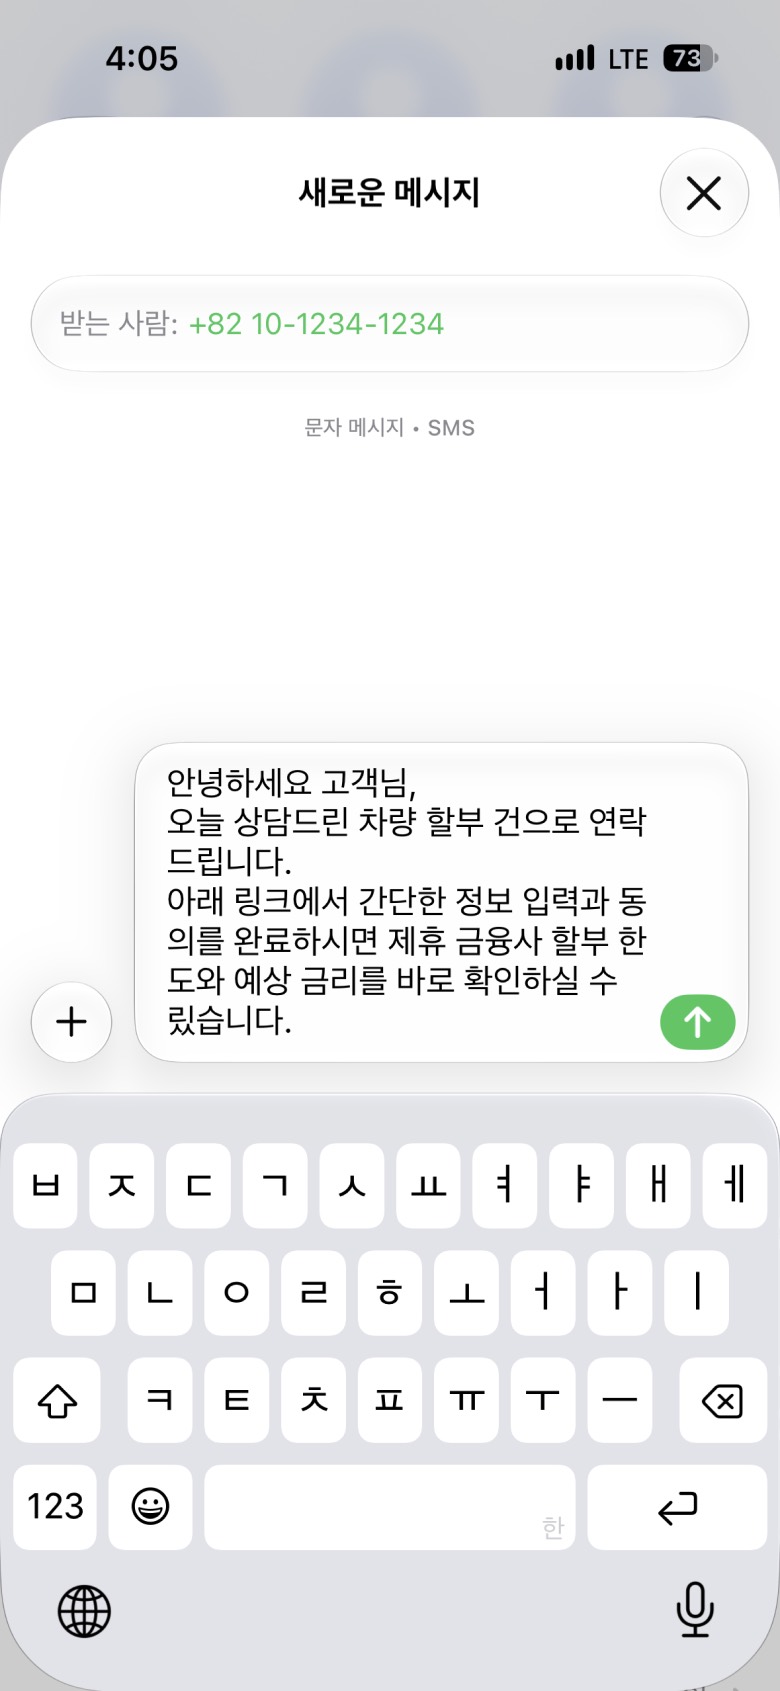 4:05
LTE 73
새로운 메시지
받는 사람: +82 10-1234-1234
문자 메시지 • SMS
안녕하세요 고객님,
오늘 상담드린 차량 할부 건으로 연락
드립니다.
아래 링크에서 간단한 정보 입력과 동
의를 완료하시면 제휴 금융사 할부 한
도와 예상 금리를 바로 확인하실 수
맀습니다.
ㅂ ㅈ ㄷ ㄱ ㅅ ㅛ ㅕ ㅑ ㅐ ㅔ
ㅁ ㄴ ㅇ ㄹ ㅎ ㅗ ㅓ ㅏ ㅣ
ㅋ ㅌ ㅊ ㅍ ㅠ ㅜ ㅡ
123
한